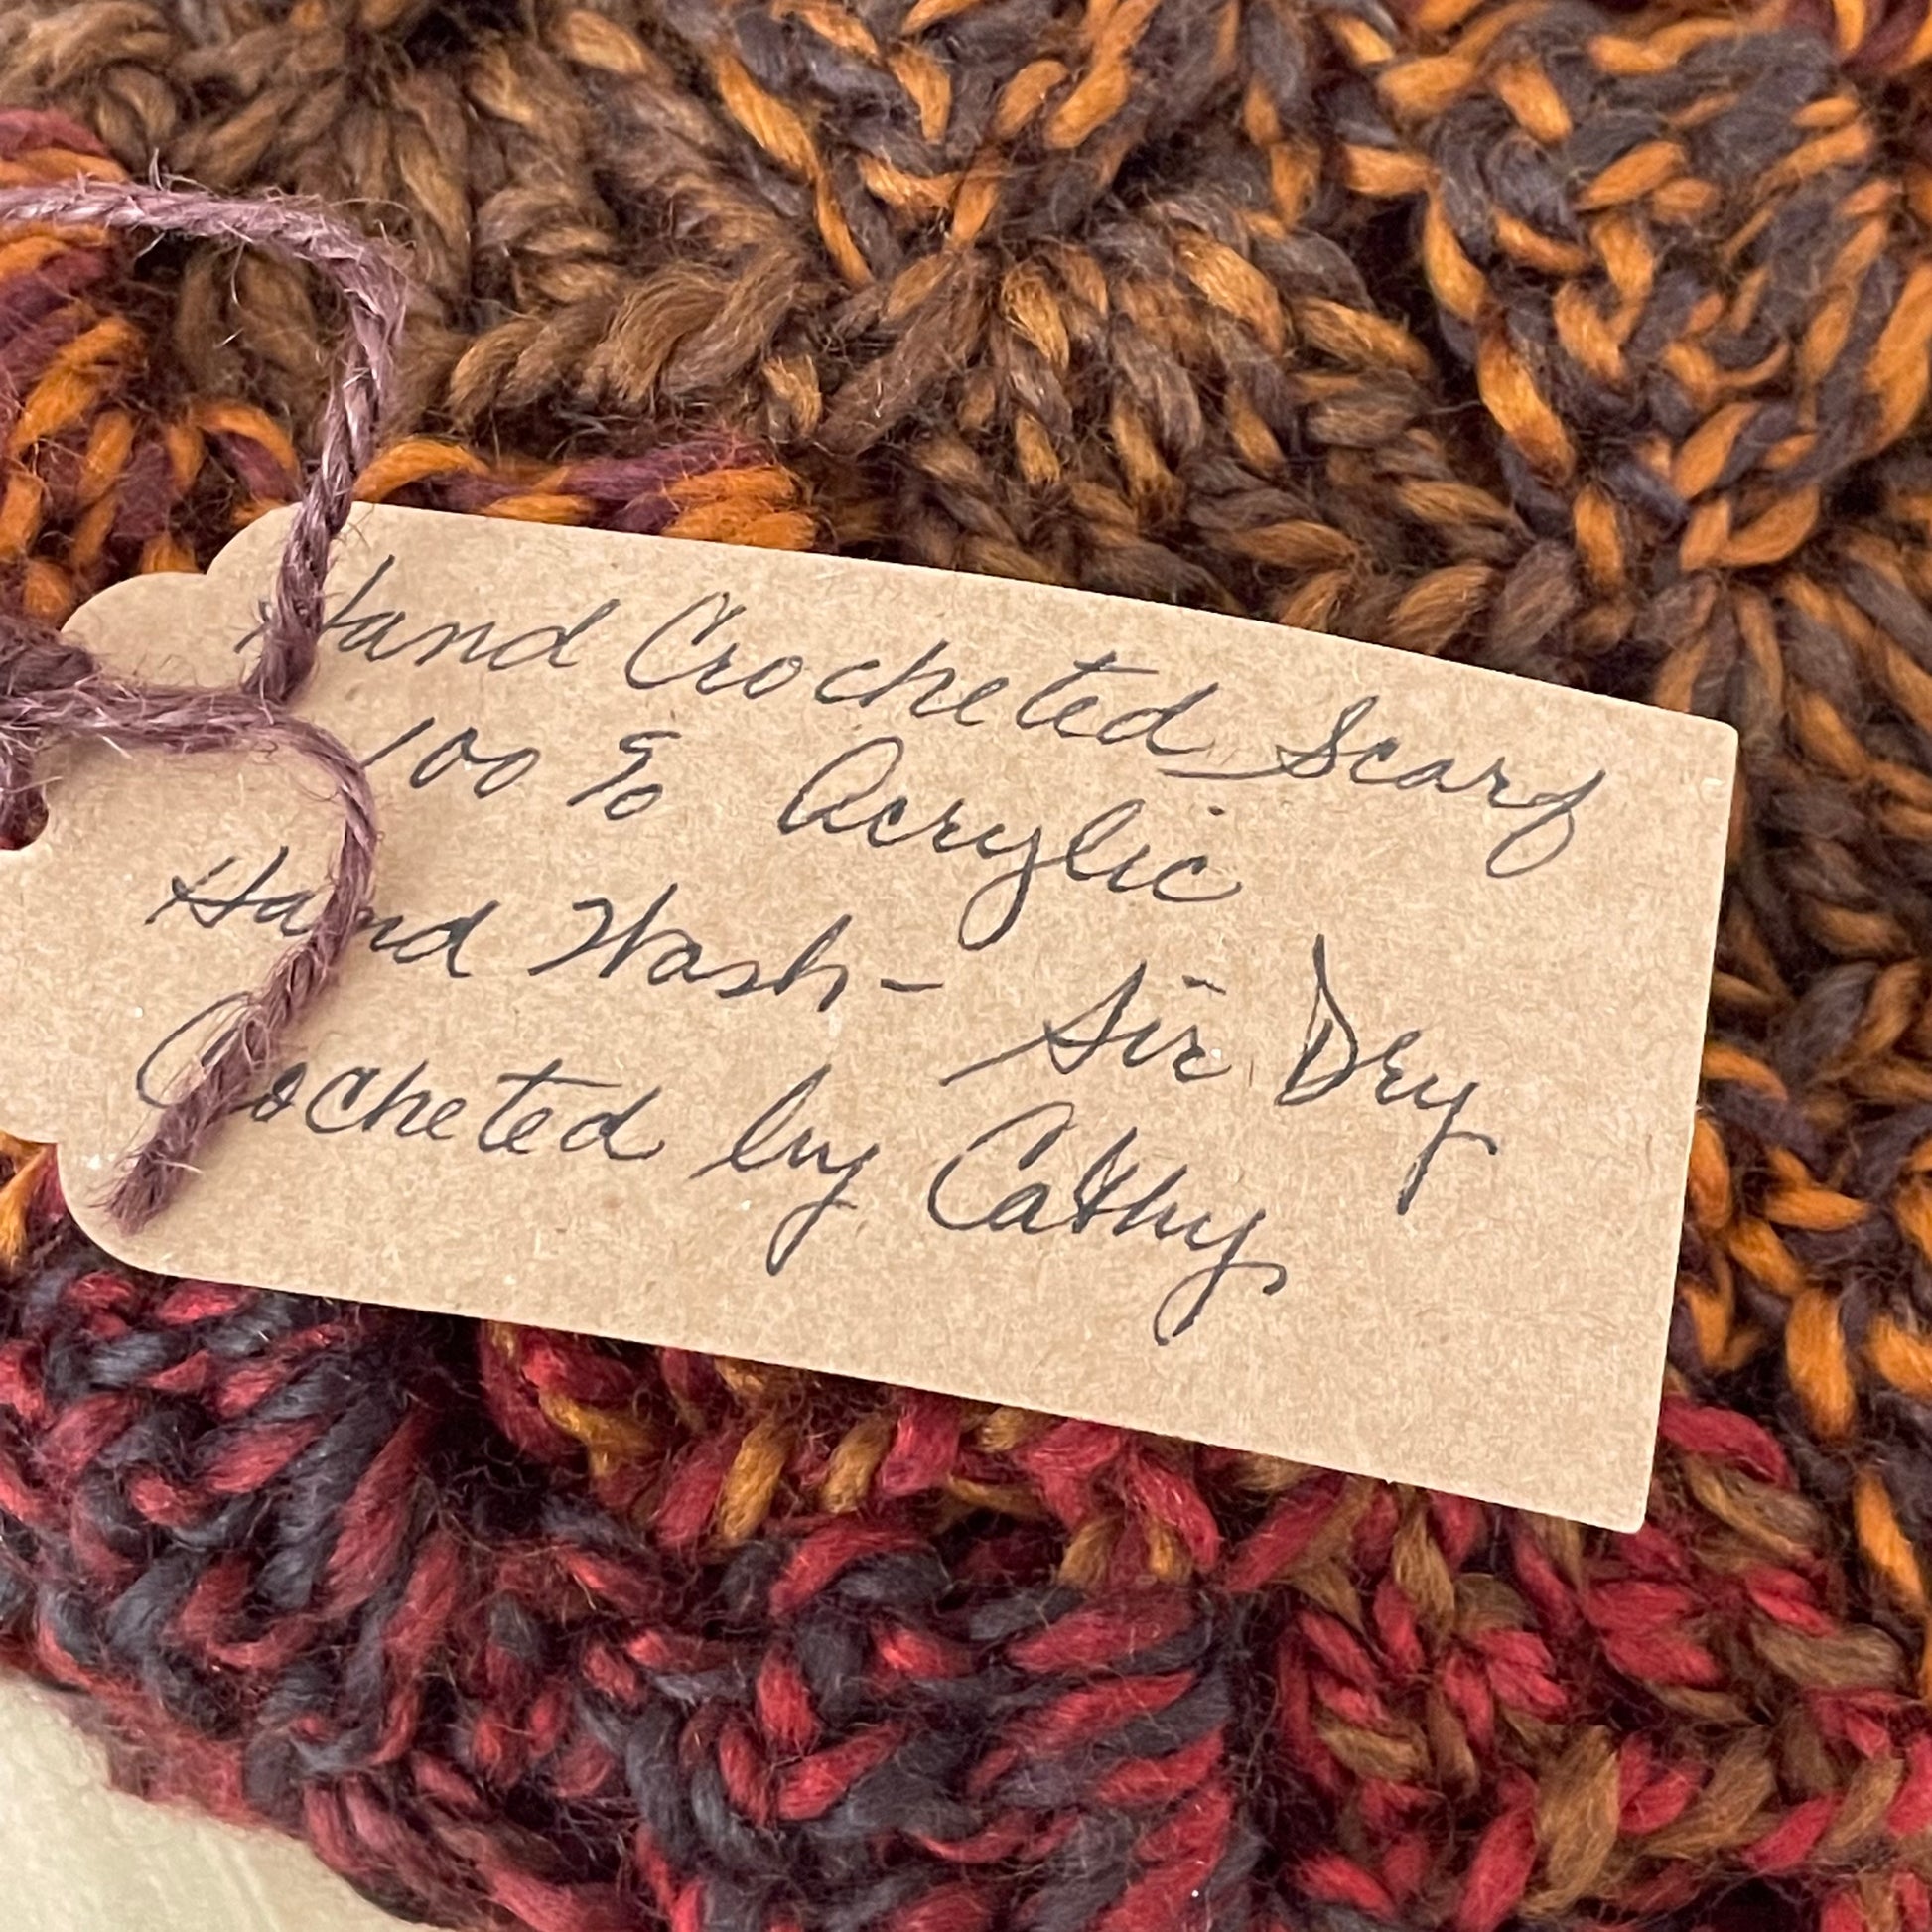 Hand Crocheted Scarf
100% Acrylic
Hand Wash - Air Dry
Crocheted by Cathy